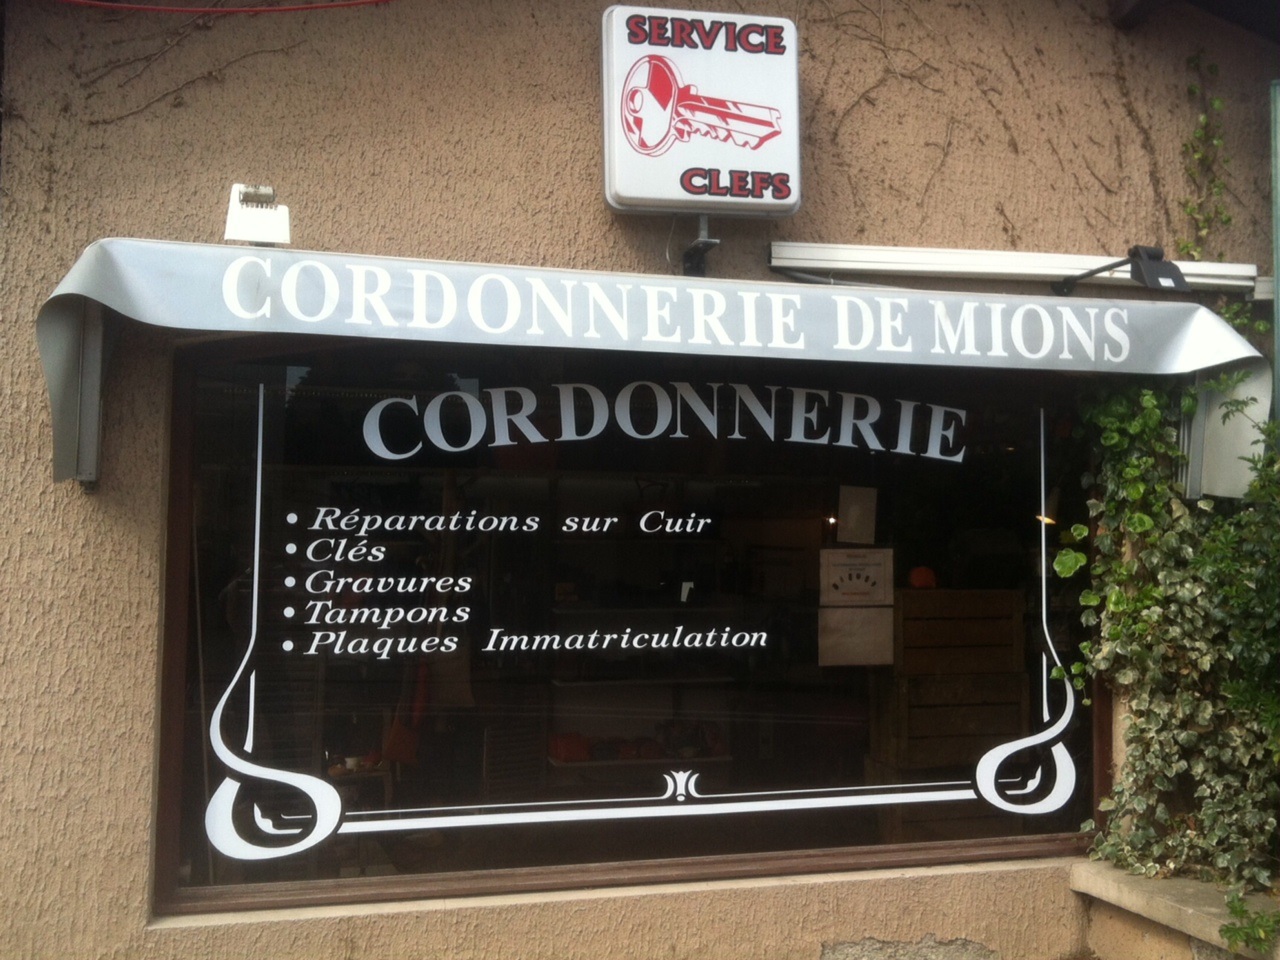 SERVICE
CLEFS
CORDONNERIE DE MIONS
CORDONNERIE
• Réparations sur Cuir
• Clés
• Gravures
• Tampons
• Plaques Immatriculation